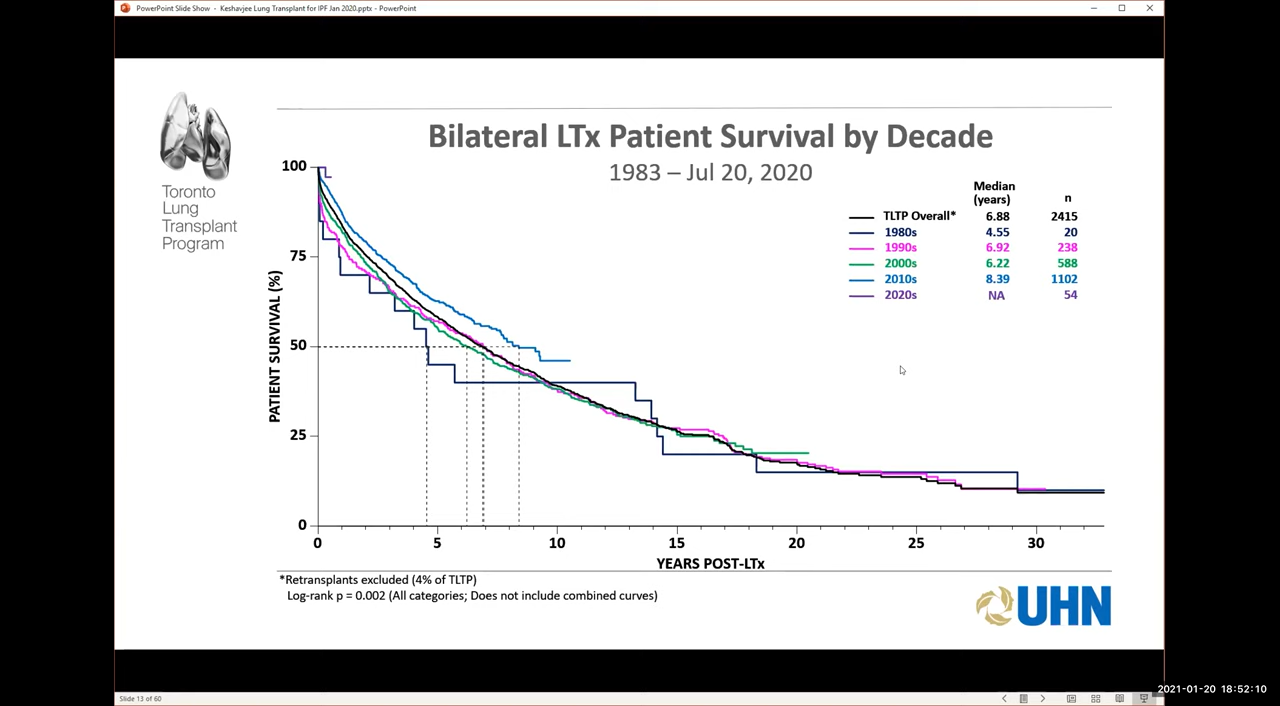 PowerPoint Slide Show - Keshavjee Lung Transplant for IPF Jan 2020.pptx - PowerPoint
Toronto
Lung
Transplant
Program
Bilateral LTx Patient Survival by Decade
1983 – Jul 20, 2020
Median
(years) n
TLTP Overall* 6.88 2415
1980s 4.55 20
1990s 6.92 238
2000s 6.22 588
2010s 8.39 1102
2020s NA 54
PATIENT SURVIVAL (%)
100
75
50
25
0
0 5 10 15 20 25 30
YEARS POST-LTx
*Retransplants excluded (4% of TLTP)
Log-rank p = 0.002 (All categories; Does not include combined curves)
UHN
Slide 13 of 60
2021-01-20 18:52:10